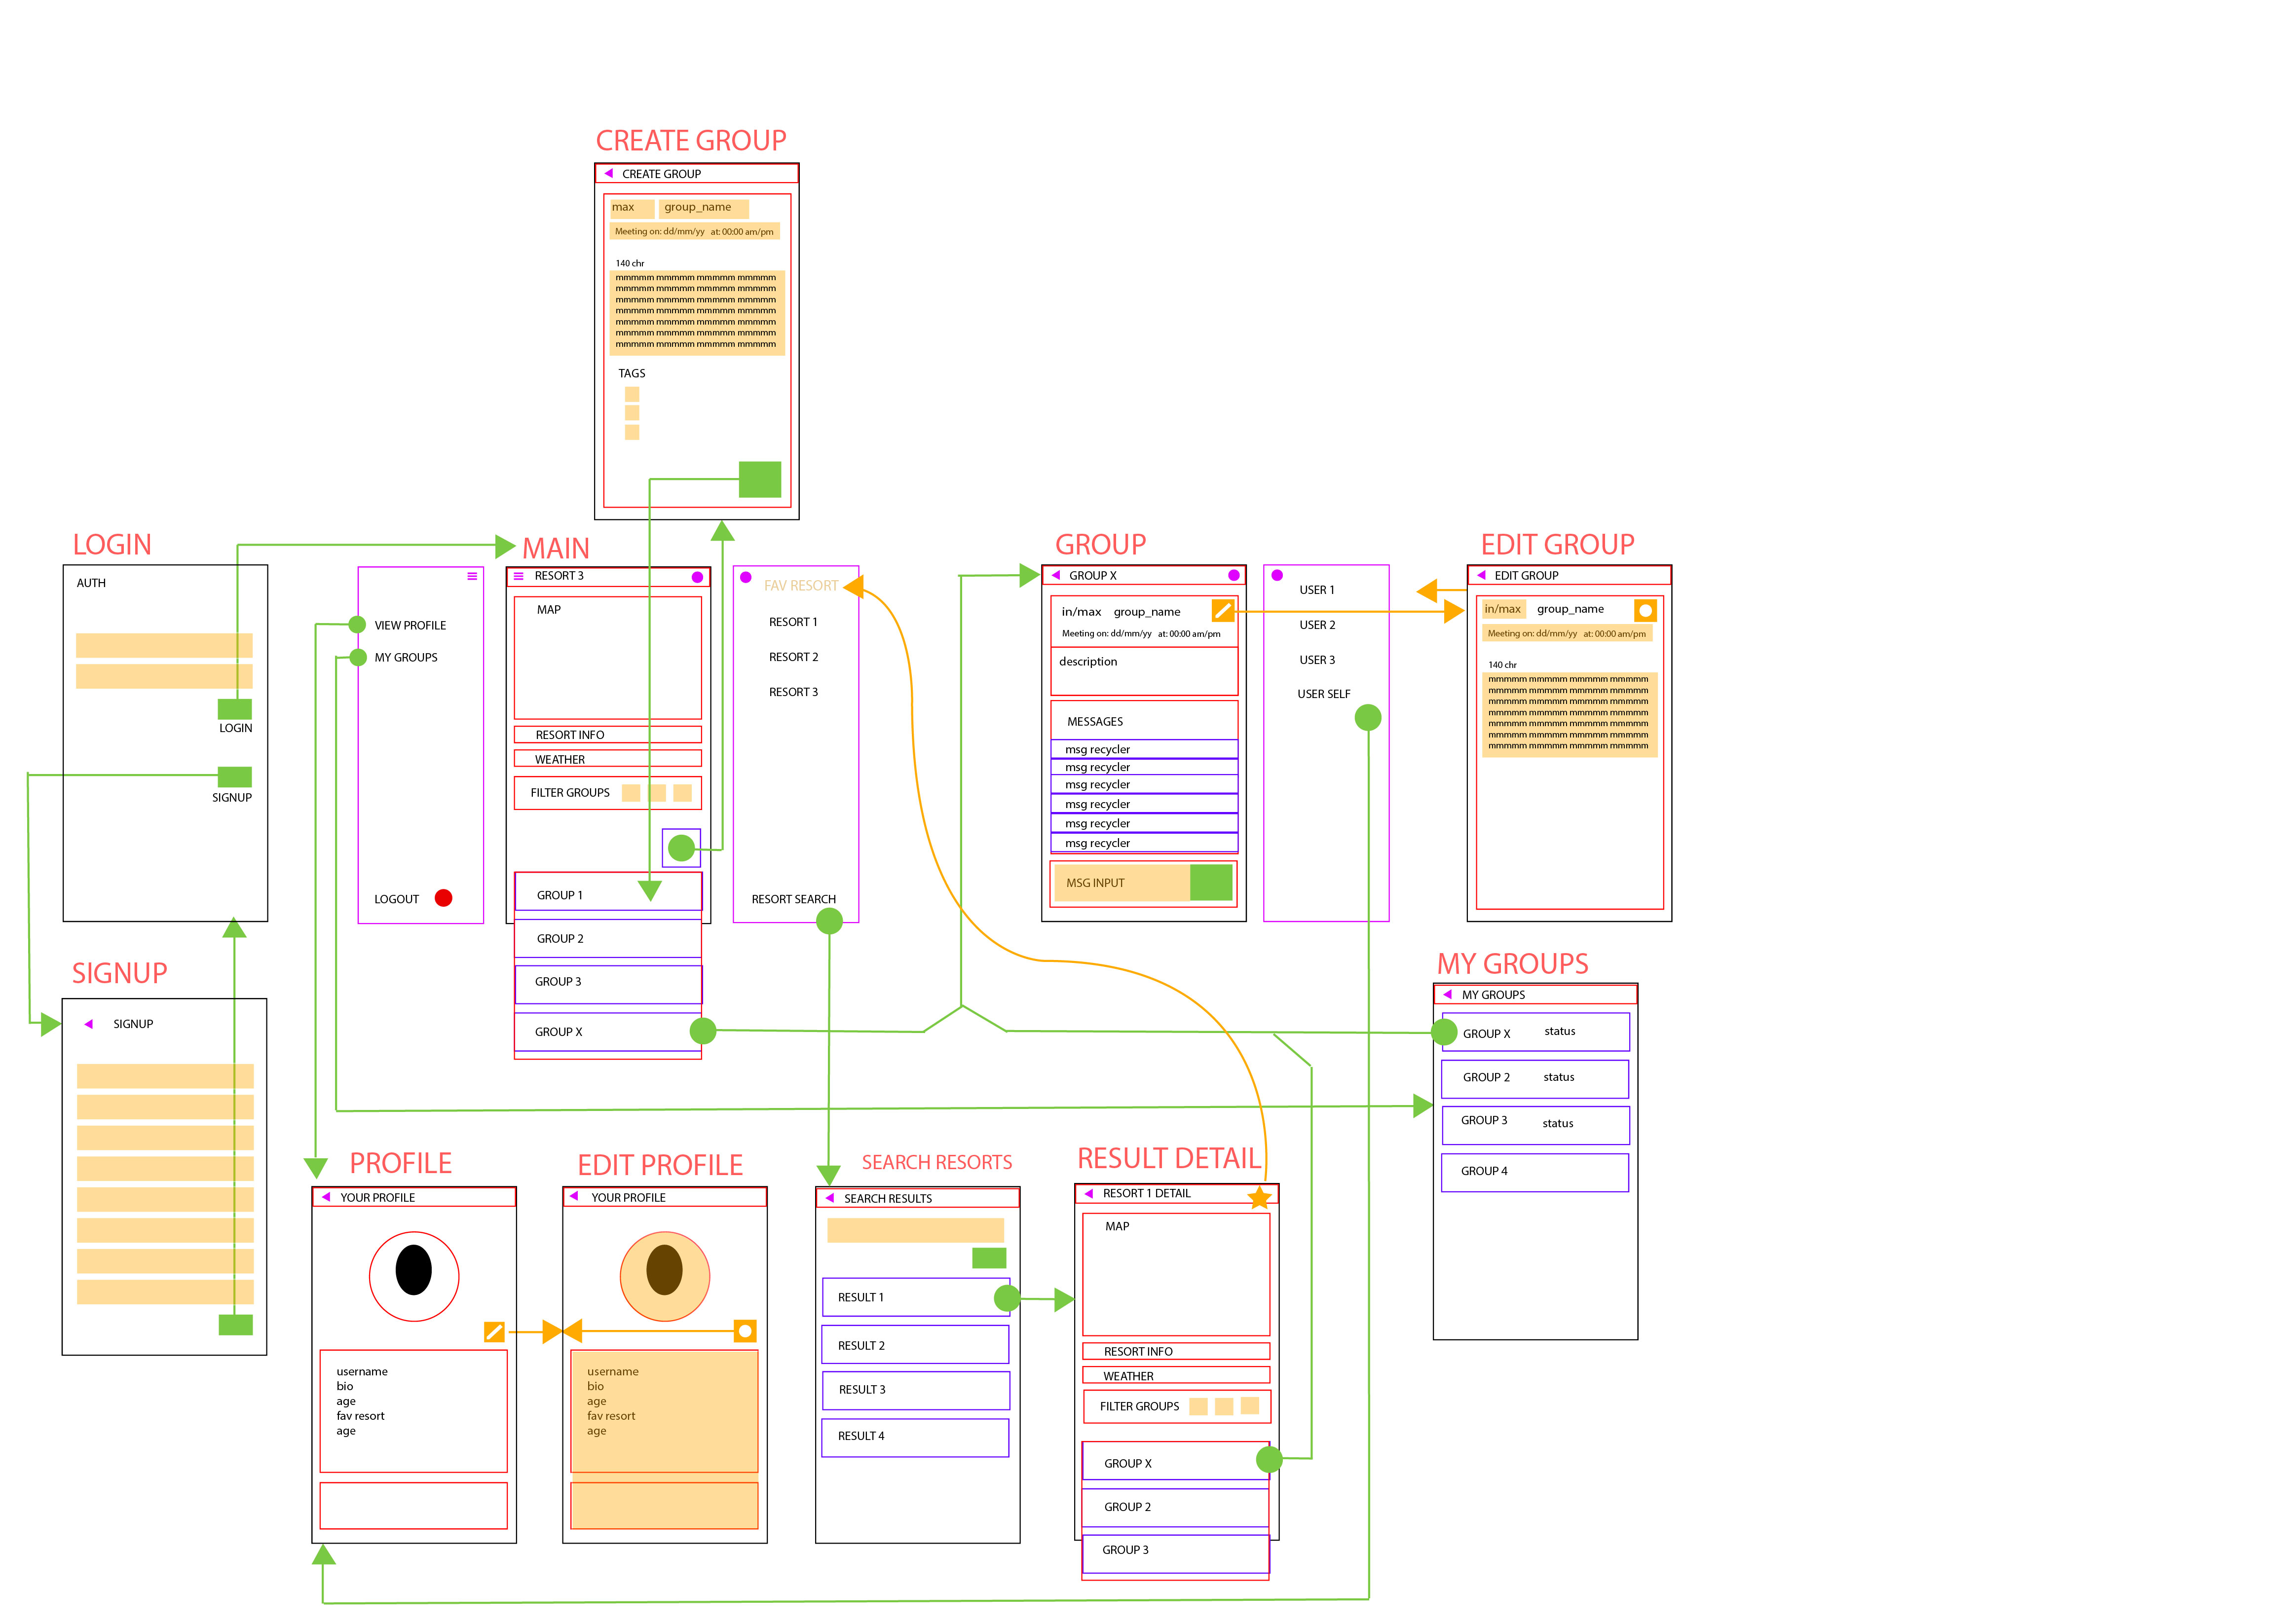 CREATE GROUP
CREATE GROUP
max group_name
Meeting on: dd/mm/yy at: 00:00 am/pm
140 chr
mmmmm mmmmm mmmmm mmmmm
mmmmm mmmmm mmmmm mmmmm
mmmmm mmmmm mmmmm mmmmm
mmmmm mmmmm mmmmm mmmmm
mmmmm mmmmm mmmmm mmmmm
mmmmm mmmmm mmmmm mmmmm
mmmmm mmmmm mmmmm mmmmm
TAGS
LOGIN
AUTH
LOGIN
SIGNUP
VIEW PROFILE
MY GROUPS
LOGOUT
MAIN
RESORT 3
MAP
RESORT INFO
WEATHER
FILTER GROUPS
GROUP 1
GROUP 2
GROUP 3
GROUP X
FAV RESORT
RESORT 1
RESORT 2
RESORT 3
RESORT SEARCH
GROUP
GROUP X
in/max group_name
Meeting on: dd/mm/yy at: 00:00 am/pm
description
MESSAGES
msg recycler
msg recycler
msg recycler
msg recycler
msg recycler
msg recycler
MSG INPUT
USER 1
USER 2
USER 3
USER SELF
EDIT GROUP
EDIT GROUP
in/max group_name
Meeting on: dd/mm/yy at: 00:00 am/pm
140 chr
mmmmm mmmmm mmmmm mmmmm
mmmmm mmmmm mmmmm mmmmm
mmmmm mmmmm mmmmm mmmmm
mmmmm mmmmm mmmmm mmmmm
mmmmm mmmmm mmmmm mmmmm
mmmmm mmmmm mmmmm mmmmm
mmmmm mmmmm mmmmm mmmmm
SIGNUP
SIGNUP
MY GROUPS
MY GROUPS
GROUP X status
GROUP 2 status
GROUP 3 status
GROUP 4
PROFILE
YOUR PROFILE
username
bio
age
fav resort
age
EDIT PROFILE
YOUR PROFILE
username
bio
age
fav resort
age
SEARCH RESORTS
SEARCH RESULTS
RESULT 1
RESULT 2
RESULT 3
RESULT 4
RESULT DETAIL
RESORT 1 DETAIL
MAP
RESORT INFO
WEATHER
FILTER GROUPS
GROUP X
GROUP 2
GROUP 3